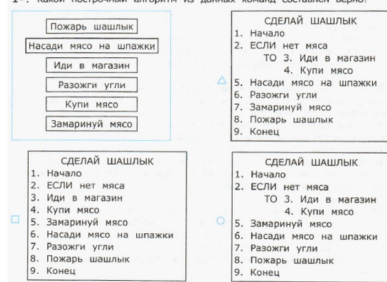 1*. Какой построчный алгоритм из данных команд составлен верно?
Пожарь шашлык
Насади мясо на шпажки
Иди в магазин
Разожги угли
Купи мясо
Замаринуй мясо
СДЕЛАЙ ШАШЛЫК
1. Начало
2. ЕСЛИ нет мяса
ТО 3. Иди в магазин
4. Купи мясо
5. Насади мясо на шпажки
6. Разожги угли
7. Замаринуй мясо
8. Пожарь шашлык
9. Конец
СДЕЛАЙ ШАШЛЫК
1. Начало
2. ЕСЛИ нет мяса
3. Иди в магазин
4. Купи мясо
5. Замаринуй мясо
6. Насади мясо на шпажки
7. Разожги угли
8. Пожарь шашлык
9. Конец
СДЕЛАЙ ШАШЛЫК
1. Начало
2. ЕСЛИ нет мяса
ТО 3. Иди в магазин
4. Купи мясо
5. Замаринуй мясо
6. Насади мясо на шпажки
7. Разожги угли
8. Пожарь шашлык
9. Конец